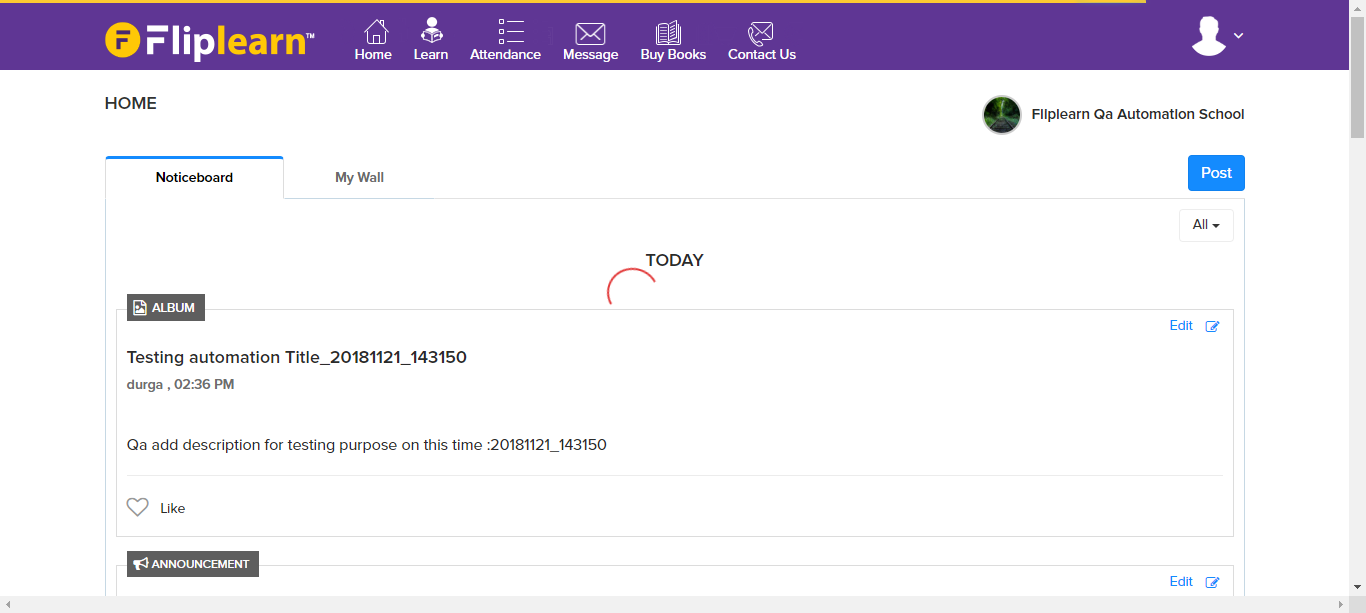 Fliplearn™
Home
Learn
Attendance
Message
Buy Books
Contact Us
HOME
Fliplearn Qa Automation School
Noticeboard
My Wall
Post
All
TODAY
ALBUM
Edit
Testing automation Title_20181121_143150
durga , 02:36 PM
Qa add description for testing purpose on this time :20181121_143150
Like
ANNOUNCEMENT
Edit